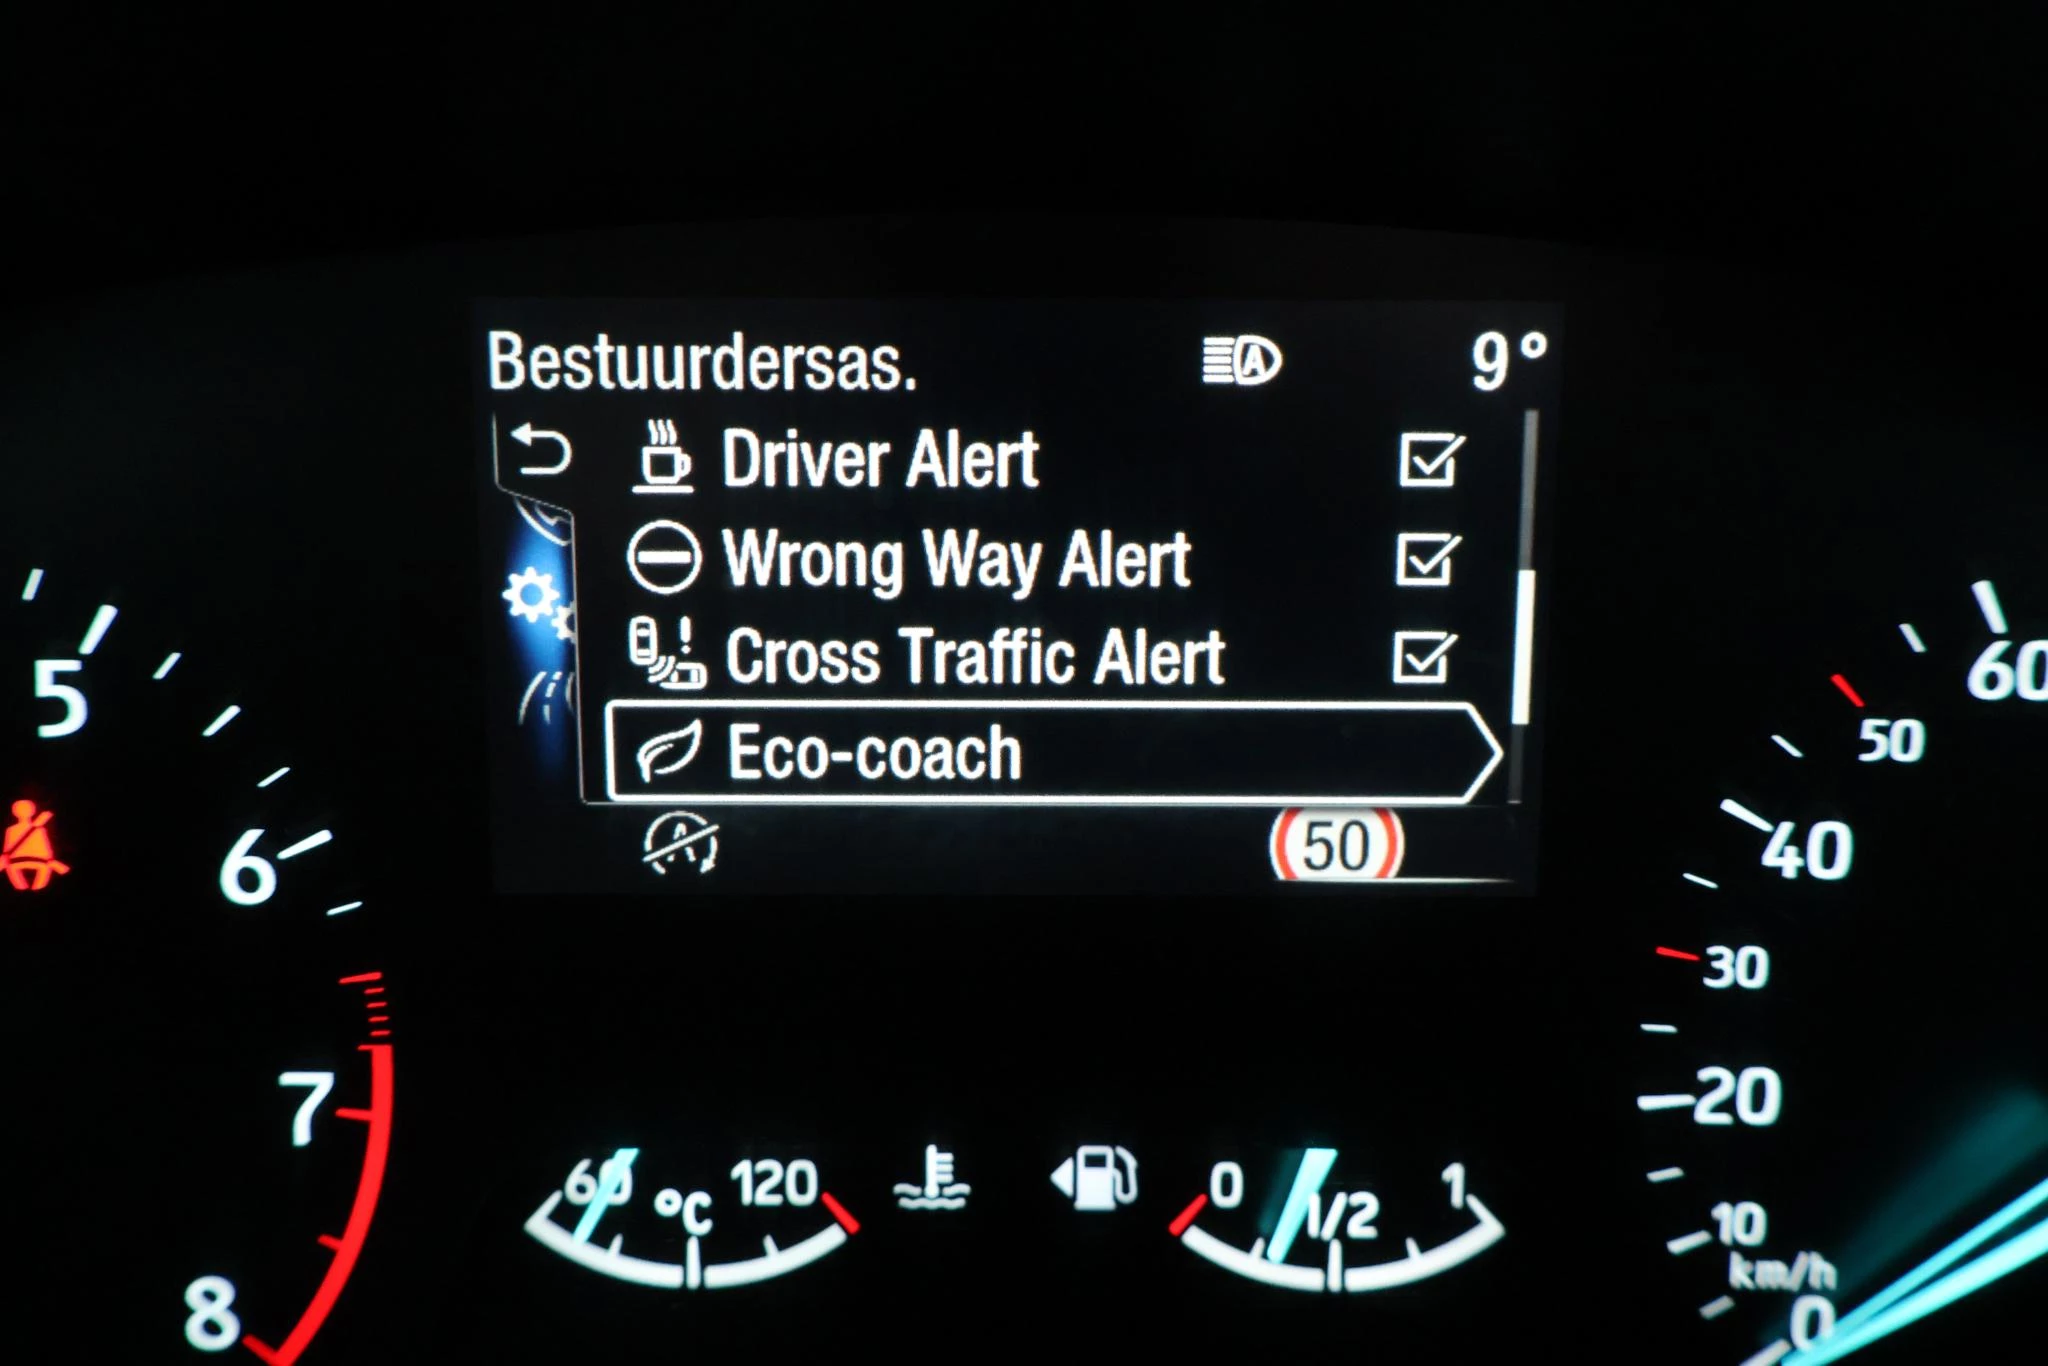 Bestuurdersas.
9°
Driver Alert
Wrong Way Alert
Cross Traffic Alert
Eco-coach
A
50
5
6
7
8
60
50
40
30
20
10
km/h
0
60
°C
120
0
1/2
1